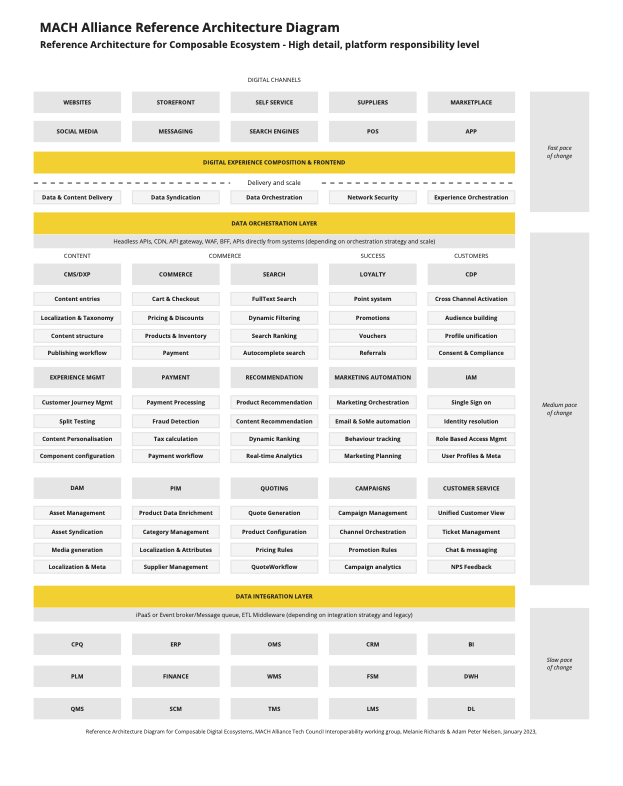 MACH Alliance Reference Architecture Diagram
Reference Architecture for Composable Ecosystem - High detail, platform responsibility level
DIGITAL CHANNELS
WEBSITES STOREFRONT SELF SERVICE SUPPLIERS MARKETPLACE
SOCIAL MEDIA MESSAGING SEARCH ENGINES POS APP
Fast pace
of change
DIGITAL EXPERIENCE COMPOSITION & FRONTEND
Delivery and scale
Data & Content Delivery Data Syndication Data Orchestration Network Security Experience Orchestration
DATA ORCHESTRATION LAYER
Headless APIs, CDN, API gateway, WAF, BFF, APIs directly from systems (depending on orchestration strategy and scale)
CONTENT COMMERCE SUCCESS CUSTOMERS
CMS/DXP COMMERCE SEARCH LOYALTY CDP
Content entries Cart & Checkout FullText Search Point system Cross Channel Activation
Localization & Taxonomy Pricing & Discounts Dynamic Filtering Promotions Audience building
Content structure Products & Inventory Search Ranking Vouchers Profile unification
Publishing workflow Payment Autocomplete search Referrals Consent & Compliance
EXPERIENCE MGMT PAYMENT RECOMMENDATION MARKETING AUTOMATION IAM
Customer Journey Mgmt Payment Processing Product Recommendation Marketing Orchestration Single Sign on
Medium pace
of change
Split Testing Fraud Detection Content Recommendation Email & SoMe automation Identity resolution
Content Personalisation Tax calculation Dynamic Ranking Behaviour tracking Role Based Access Mgmt
Component configuration Payment workflow Real-time Analytics Marketing Planning User Profiles & Meta
DAM PIM QUOTING CAMPAIGNS CUSTOMER SERVICE
Asset Management Product Data Enrichment Quote Generation Campaign Management Unified Customer View
Asset Syndication Category Management Product Configuration Channel Orchestration Ticket Management
Media generation Localization & Attributes Pricing Rules Promotion Rules Chat & messaging
Localization & Meta Supplier Management QuoteWorkflow Campaign analytics NPS Feedback
DATA INTEGRATION LAYER
iPaaS or Event broker/Message queue, ETL Middleware (depending on integration strategy and legacy)
CPQ ERP OMS CRM BI
Slow pace
of change
PLM FINANCE WMS FSM DWH
QMS SCM TMS LMS DL
Reference Architecture Diagram for Composable Digital Ecosystems, MACH Alliance Tech Council Interoperability working group, Melanie Richards & Adam Peter Nielsen, January 2023,